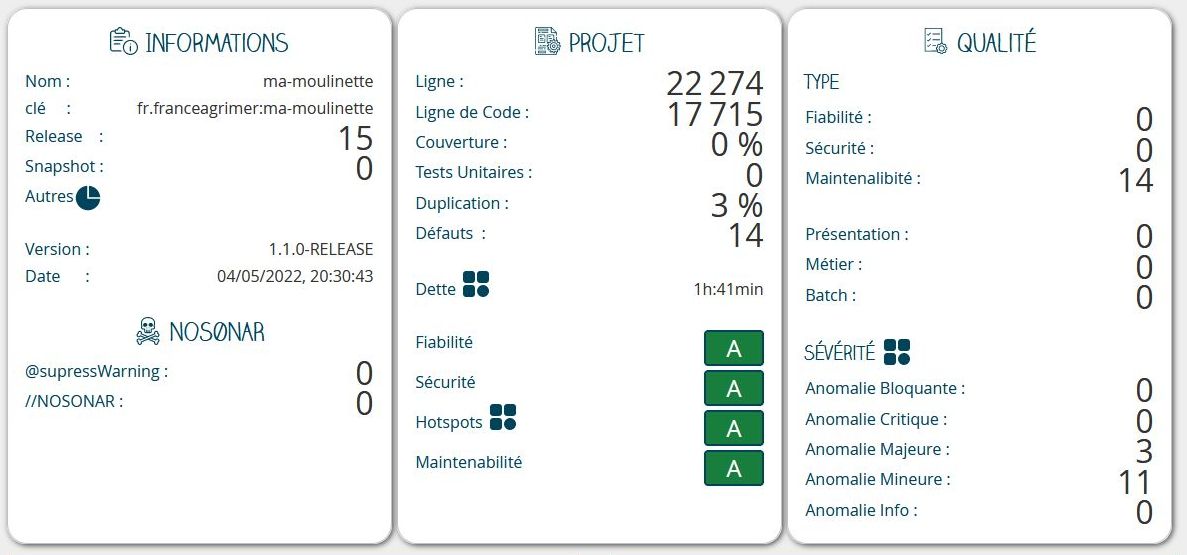 INFORMATIONS
Nom : ma-moulinette
clé : fr.franceagrimer:ma-moulinette
Release : 15
Snapshot : 0
Autres
Version : 1.1.0-RELEASE
Date : 04/05/2022, 20:30:43
NOSONAR
@supressWarning : 0
//NOSONAR : 0
PROJET
Ligne : 22 274
Ligne de Code : 17 715
Couverture : 0 %
Tests Unitaires : 0
Duplication : 3 %
Défauts : 14
Dette 1h:41min
Fiabilité A
Sécurité A
Hotspots A
Maintenabilité A
QUALITÉ
TYPE
Fiabilité : 0
Sécurité : 0
Maintenalibité : 14
Présentation : 0
Métier : 0
Batch : 0
SÉVÉRITÉ
Anomalie Bloquante : 0
Anomalie Critique : 0
Anomalie Majeure : 3
Anomalie Mineure : 11
Anomalie Info : 0